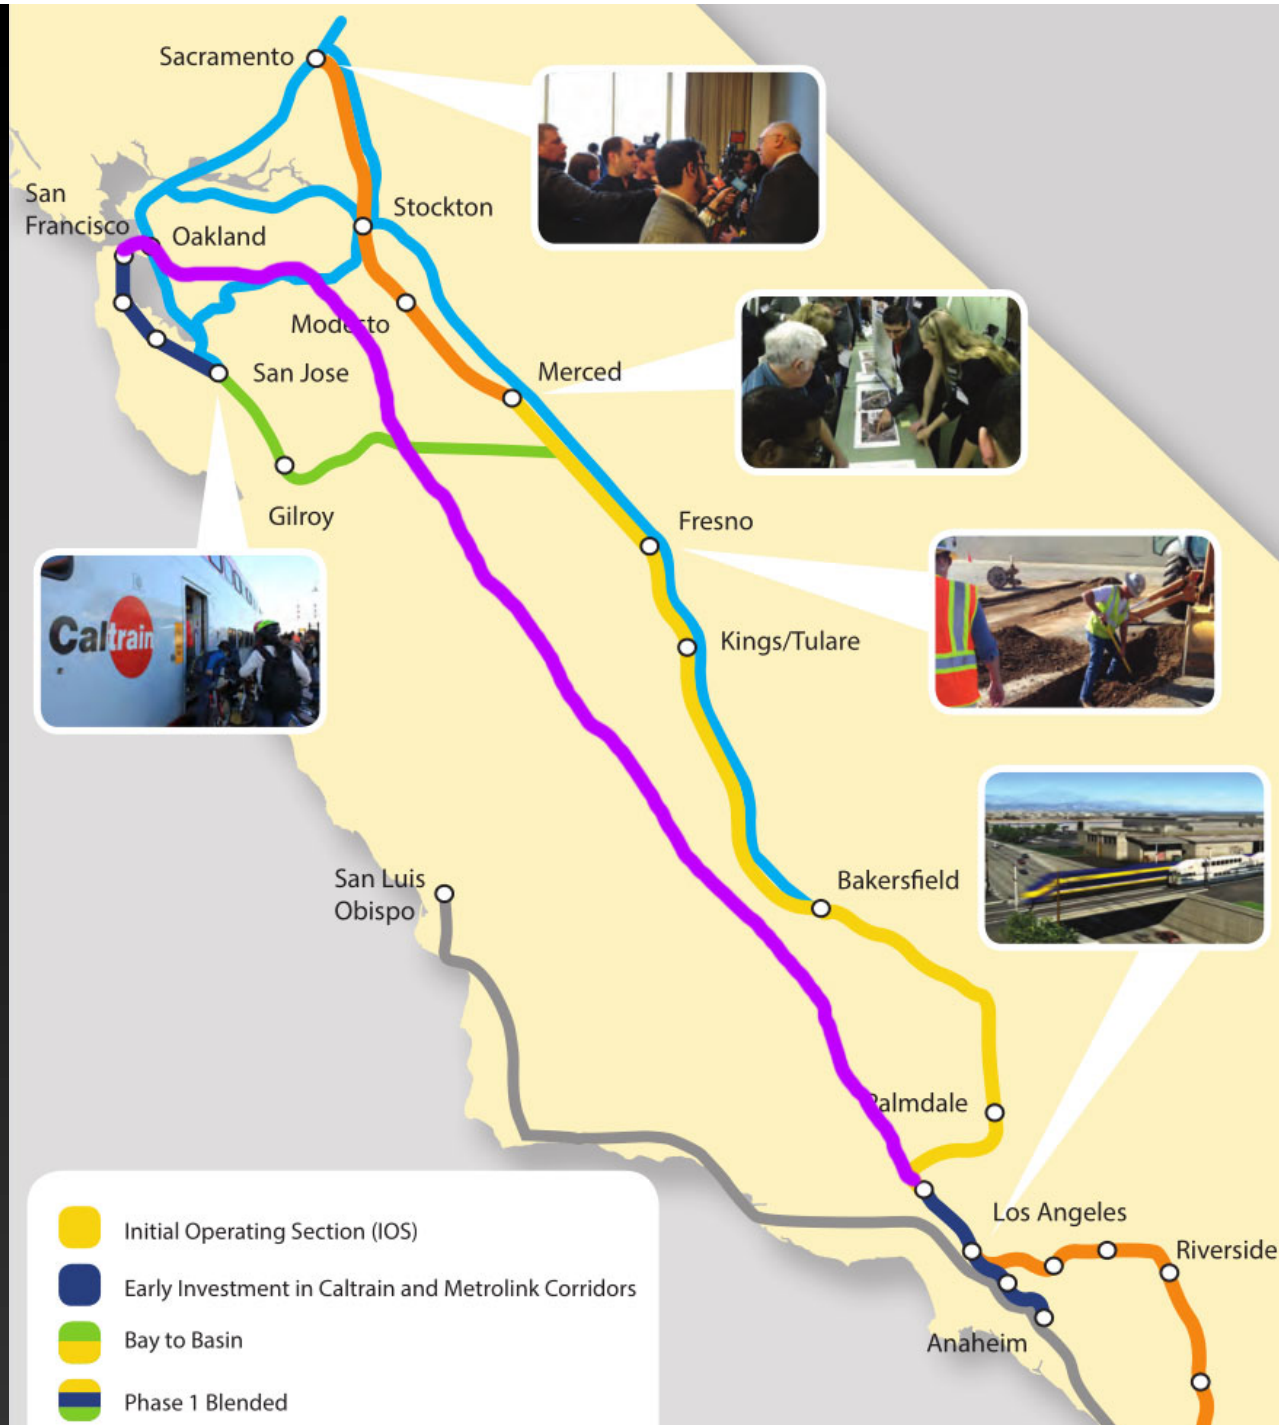 Sacramento
San
Francisco
Oakland
Stockton
Modesto
San Jose
Merced
Gilroy
Fresno
Caltrain
Kings/Tulare
San Luis
Obispo
Bakersfield
Palmdale
Los Angeles
Riverside
Anaheim
Initial Operating Section (IOS)
Early Investment in Caltrain and Metrolink Corridors
Bay to Basin
Phase 1 Blended